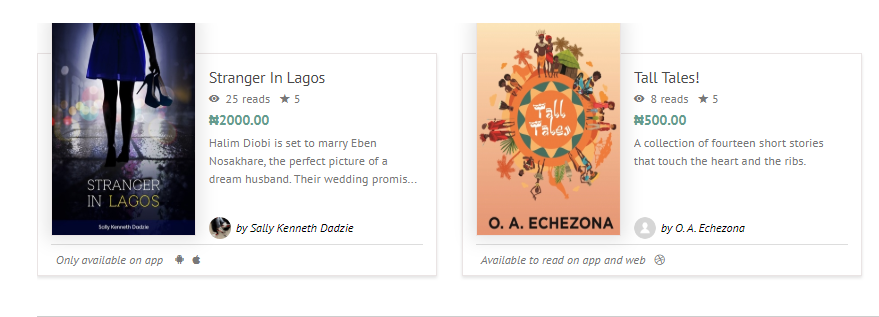 STRANGER
IN LAGOS
Sally Kenneth Dadzie
Stranger In Lagos
25 reads 5
₦2000.00
Halim Diobi is set to marry Eben
Nosakhare, the perfect picture of a
dream husband. Their wedding promis...
by Sally Kenneth Dadzie
Only available on app
Tall
Tales
O. A. ECHEZONA
Tall Tales!
8 reads 5
₦500.00
A collection of fourteen short stories
that touch the heart and the ribs.
by O. A. Echezona
Available to read on app and web